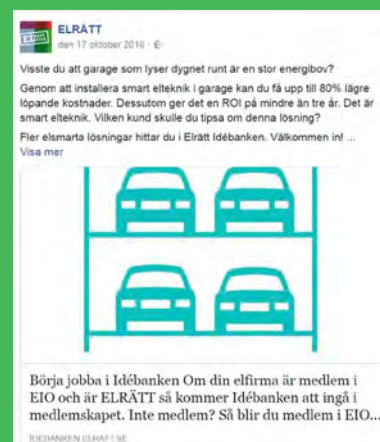 ELRÄTT
den 17 oktober 2016 ·
Visste du att garage som lyser dygnet runt är en stor energibov?
Genom att installera smart elteknik i garage kan du få upp till 80% lägre
löpande kostnader. Dessutom ger det en ROI på mindre än tre år. Det är
smart elteknik. Vilken kund skulle du tipsa om denna lösning?
Fler elsmarta lösningar hittar du i Elrätt Idébanken. Välkommen in! ...
Visa mer
Börja jobba i Idébanken Om din elfirma är medlem i
EIO och är ELRÄTT så kommer Idébanken att ingå i
medlemskapet. Inte medlem? Så blir du medlem i EIO...
IDEBANKEN.ELRATT.SE